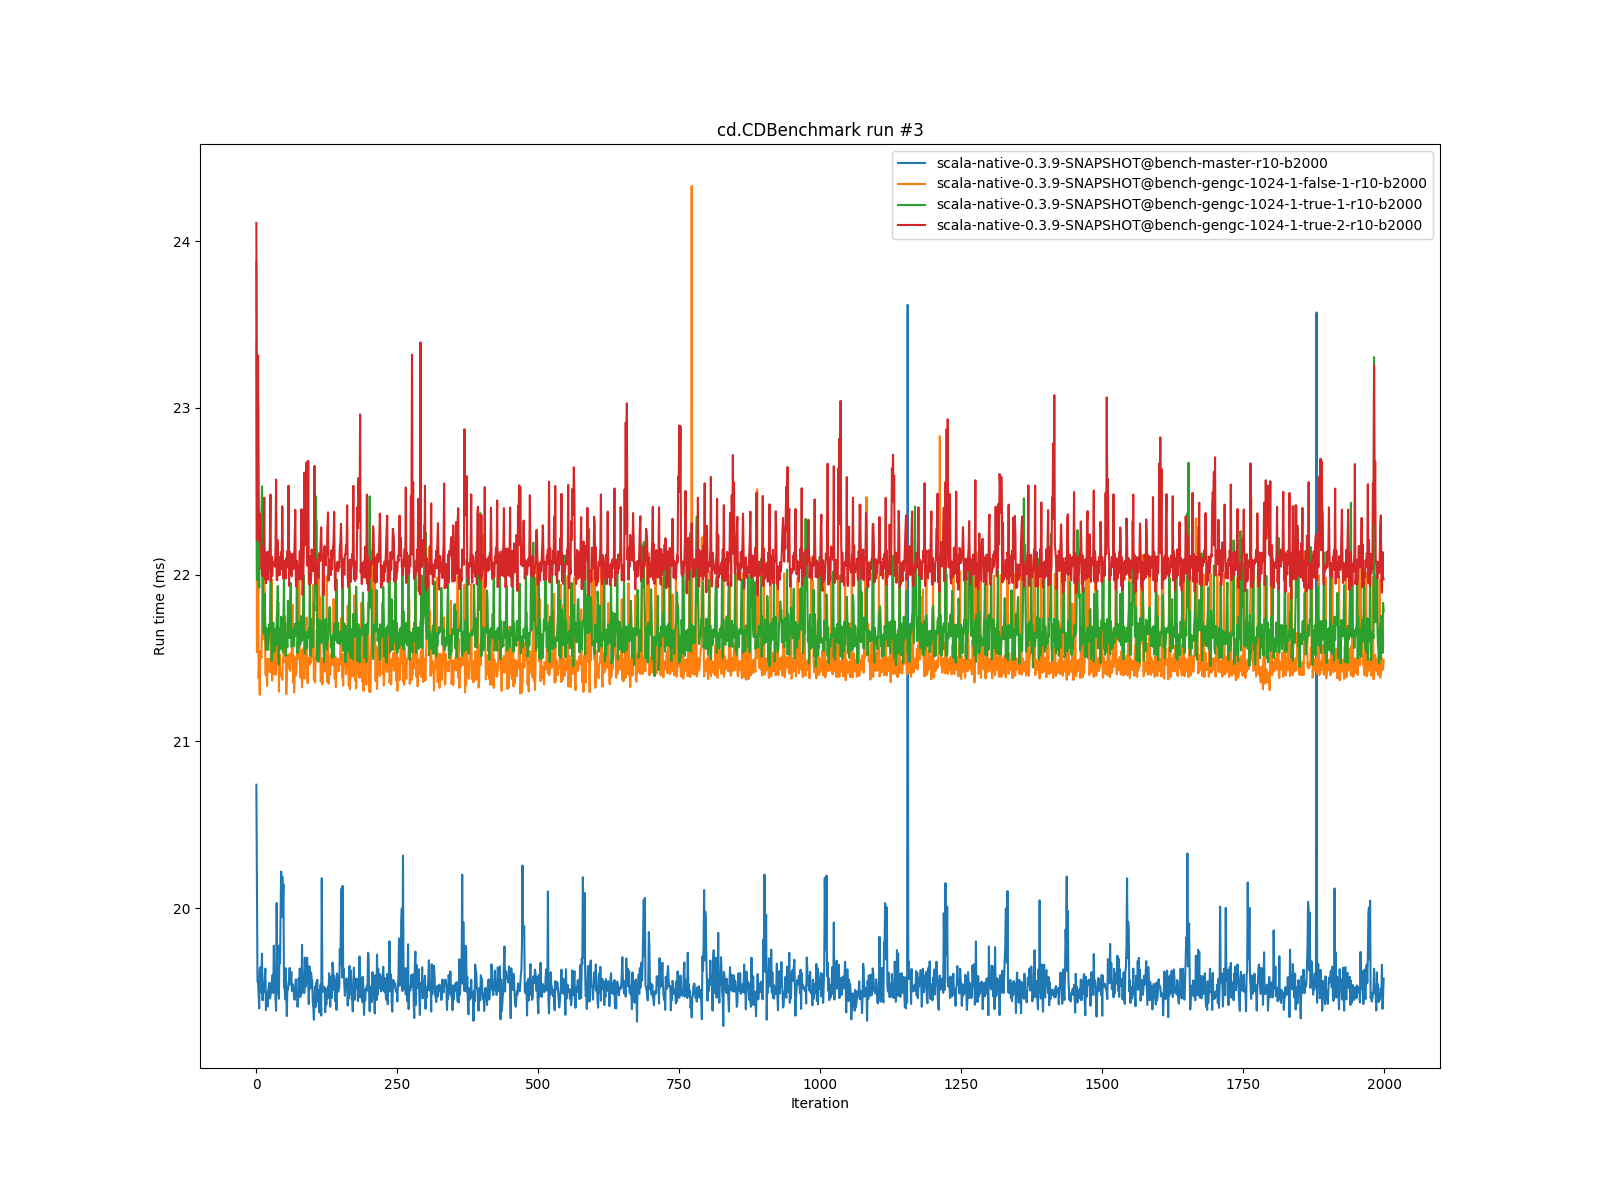 cd.CDBenchmark run #3
scala-native-0.3.9-SNAPSHOT@bench-master-r10-b2000
scala-native-0.3.9-SNAPSHOT@bench-gengc-1024-1-false-1-r10-b2000
scala-native-0.3.9-SNAPSHOT@bench-gengc-1024-1-true-1-r10-b2000
scala-native-0.3.9-SNAPSHOT@bench-gengc-1024-1-true-2-r10-b2000
24
23
22
21
20
Run time (ms)
0 250 500 750 1000 1250 1500 1750 2000
Iteration